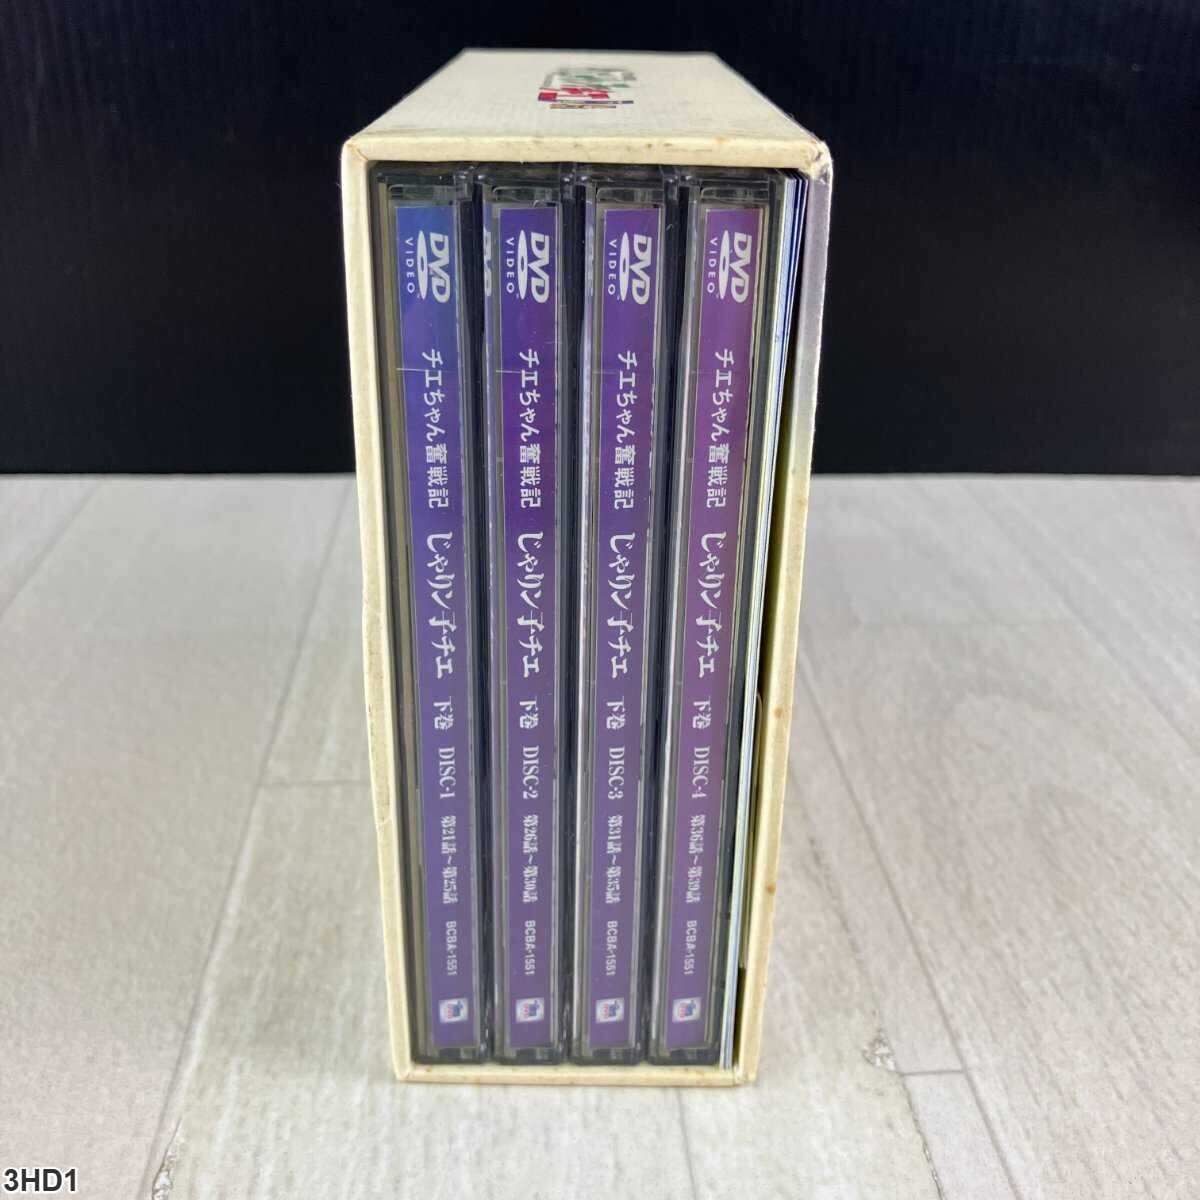 DVD VIDEO チエちゃん奮戦記 じゃりン子チエ 下巻 DISC-1 第21話～第25話 BCBA-1551
DVD VIDEO チエちゃん奮戦記 じゃりン子チエ 下巻 DISC-2 第26話～第30話 BCBA-1551
DVD VIDEO チエちゃん奮戦記 じゃりン子チエ 下巻 DISC-3 第31話～第35話 BCBA-1551
DVD VIDEO チエちゃん奮戦記 じゃりン子チエ 下巻 DISC-4 第36話～第39話 BCBA-1551
3HD1